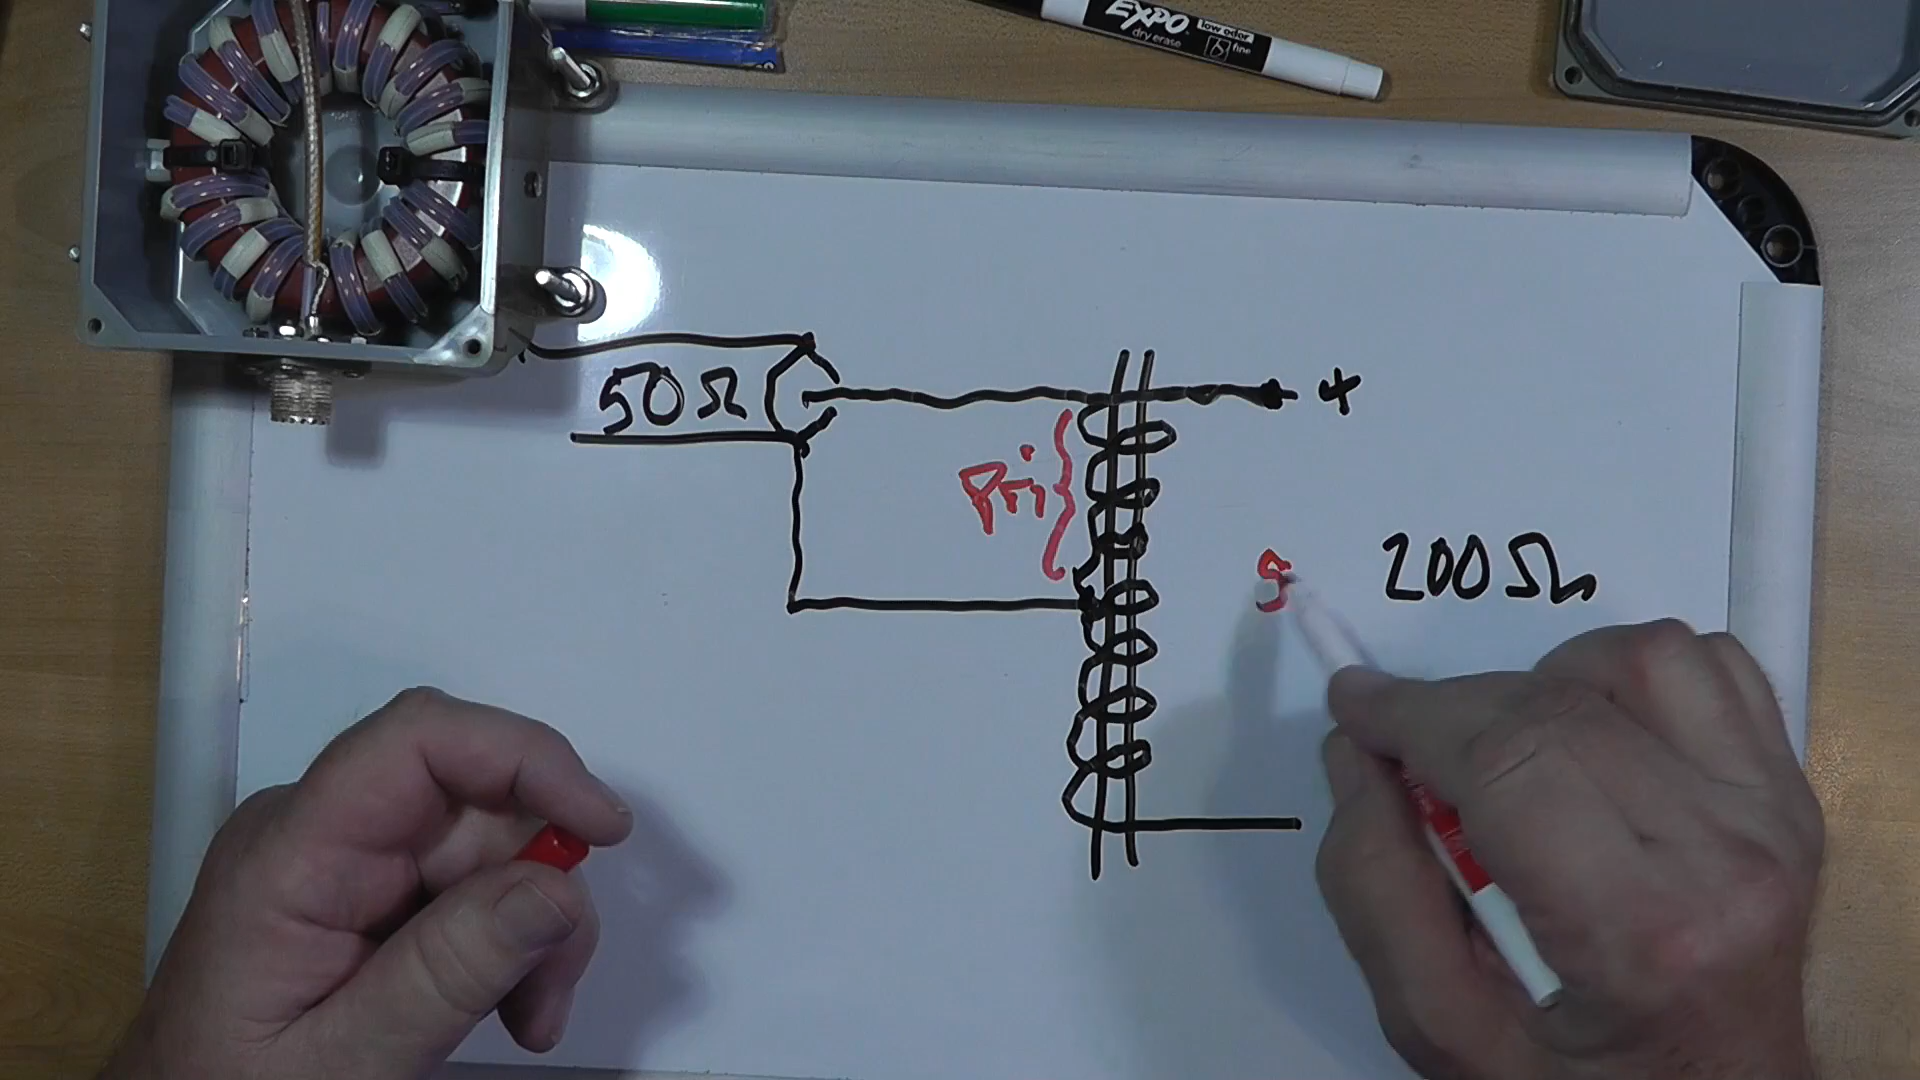 EXPO
Low odor
dry erase
fine
50Ω
+
Pri
S
200Ω